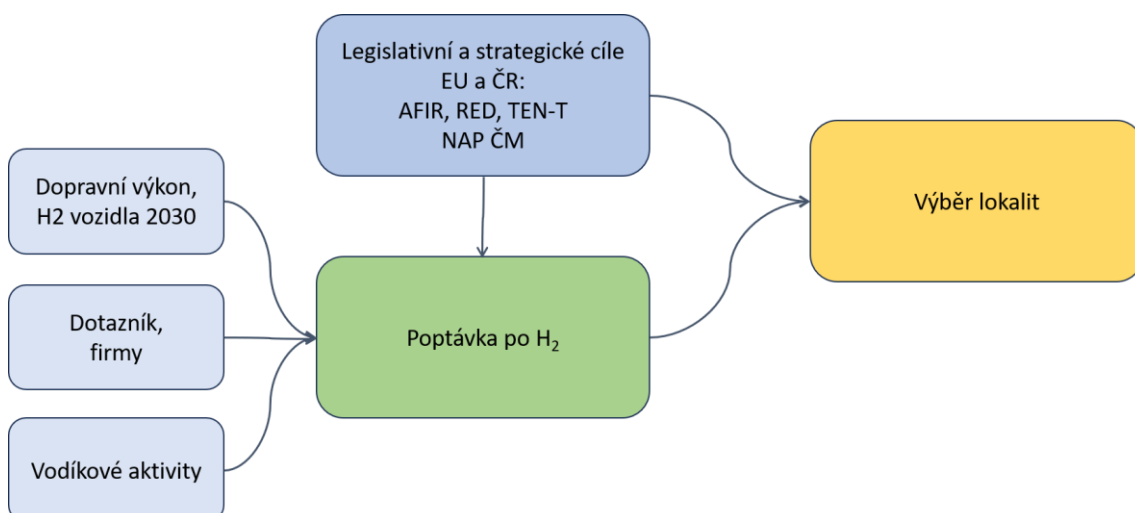 Legislativní a strategické cíle
EU a ČR:
AFIR, RED, TEN-T
NAP ČM
Dopravní výkon,
H2 vozidla 2030
Výběr lokalit
Dotazník,
firmy
Poptávka po H₂
Vodíkové aktivity